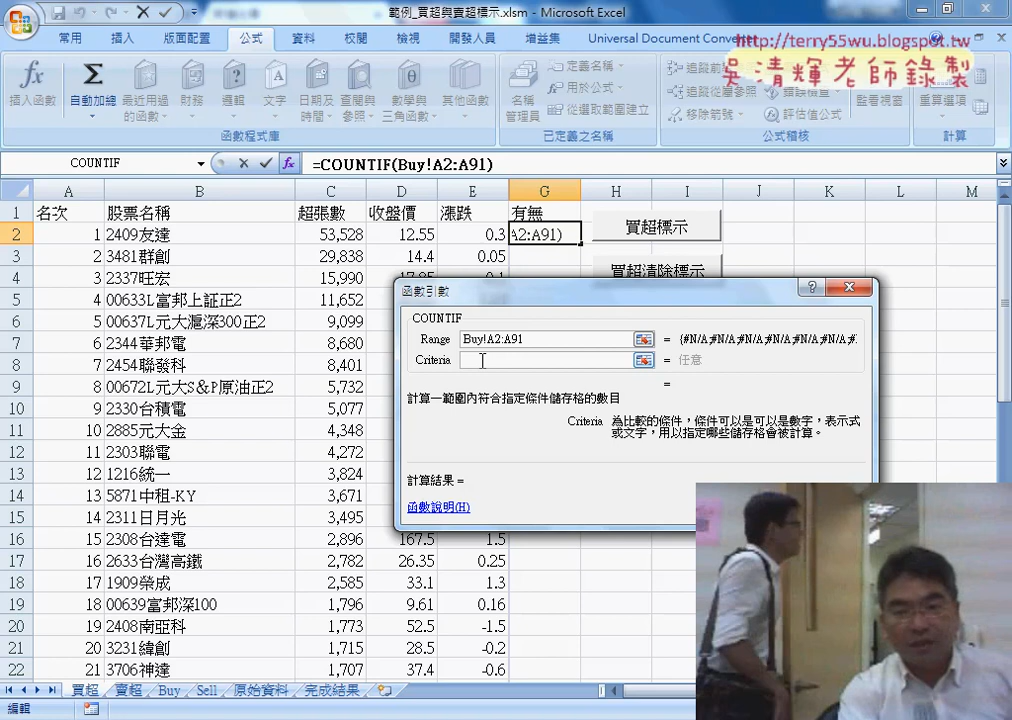 範例_買超與賣超標示.xlsm - Microsoft Excel
常用 插入 版面配置 公式 資料 校閱 檢視 開發人員 增益集 Universal Document Conve
http://terry55wu.blogspot.tw
吳清輝老師錄製
插入函數 自動加總 最近用過的函數 財務 邏輯 文字 日期及時間 查閱與參照 數學與三角函數 其他函數
函數程式庫
名稱管理員 定義名稱 用於公式 從選取範圍建立
已定義之名稱
移除箭號 評估值公式 監看視窗
公式稽核
重算選項
計算
COUNTIF =COUNTIF(Buy!A2:A91)
A B C D E G H I J K L M
1 名次 股票名稱 超張數 收盤價 漲跌 有無
2 1 2409友達 53,528 12.55 0.3 A2:A91)
3 2 3481群創 29,838 14.4 0.05
4 3 2337旺宏 15,990
5 4 00633L富邦上証正2 11,652
6 5 00637L元大滬深300正2 9,099
7 6 2344華邦電 8,680
8 7 2454聯發科 8,401
9 8 00672L元大S&P原油正2 5,732
10 9 2330台積電 5,077
11 10 2885元大金 4,348
12 11 2303聯電 4,272
13 12 1216統一 3,824
14 13 5871中租-KY 3,671
15 14 2311日月光 3,495
16 15 2308台達電 2,896 167.5 1.5
17 16 2633台灣高鐵 2,782 26.35 0.25
18 17 1909榮成 2,585 33.1 1.3
19 18 00639富邦深100 1,796 9.61 0.16
20 19 2408南亞科 1,773 52.5 -1.5
21 20 3231緯創 1,715 28.5 -0.2
22 21 3706神達 1,707 37.4 -0.6
買超標示
買超清除標示
函數引數
COUNTIF
Range Buy!A2:A91 = {#N/A;#N/A;#N/A;#N/A;#N/A;#N/A;#
Criteria = 任意
=
計算一範圍內符合指定條件儲存格的數目
Criteria 為比較的條件，條件可以是可以是數字，表示式
或文字，用以指定哪些儲存格會被計算。
計算結果 =
函數說明(H)
買超 賣超 Buy Sell 原始資料 完成結果
編輯